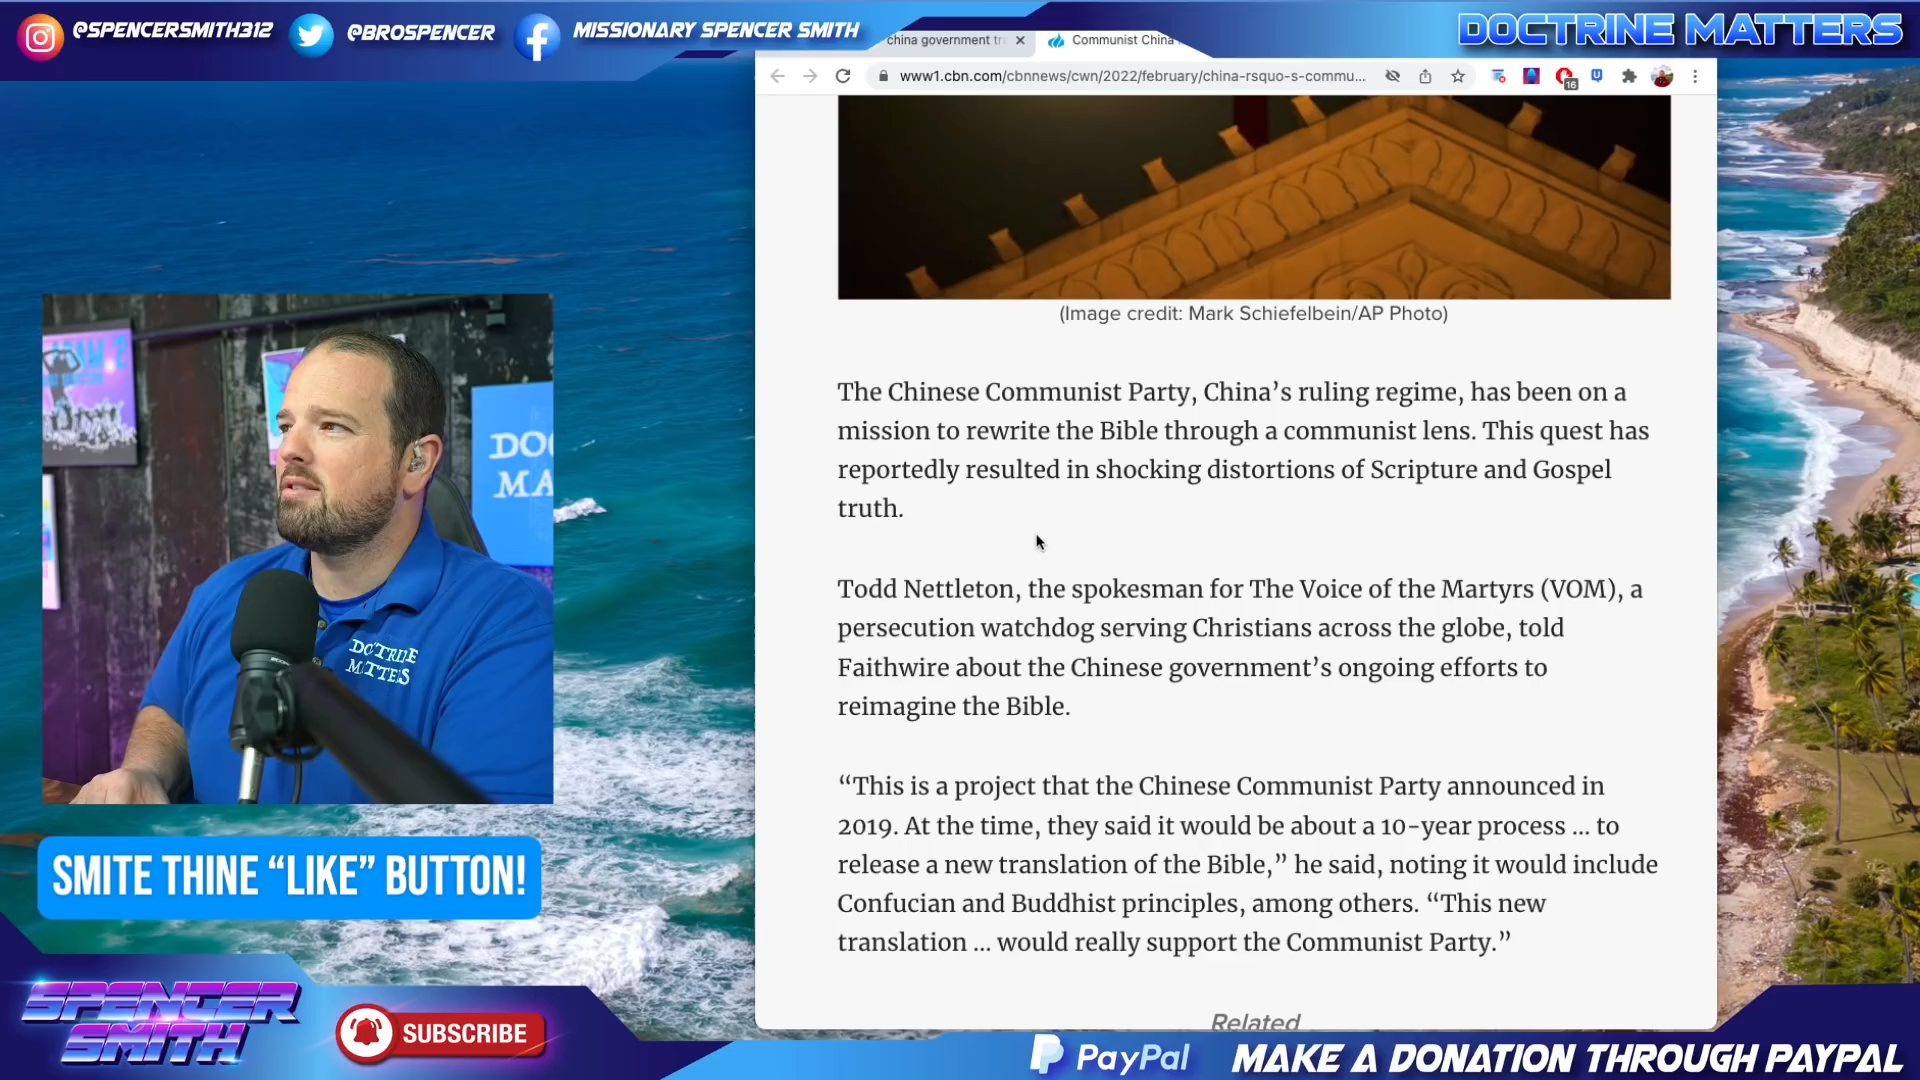 @SPENCERSMITH312
@BROSPENCER
MISSIONARY SPENCER SMITH
DOCTRINE MATTERS
china government tr
Communist China
www1.cbn.com/cbnnews/cwn/2022/february/china-rsquo-s-commu...
16
(Image credit: Mark Schiefelbein/AP Photo)
The Chinese Communist Party, China’s ruling regime, has been on a
mission to rewrite the Bible through a communist lens. This quest has
reportedly resulted in shocking distortions of Scripture and Gospel
truth.
Todd Nettleton, the spokesman for The Voice of the Martyrs (VOM), a
persecution watchdog serving Christians across the globe, told
Faithwire about the Chinese government’s ongoing efforts to
reimagine the Bible.
“This is a project that the Chinese Communist Party announced in
2019. At the time, they said it would be about a 10-year process ... to
release a new translation of the Bible,” he said, noting it would include
Confucian and Buddhist principles, among others. “This new
translation ... would really support the Communist Party.”
Related
DOC
MA
DOCTRINE
MATTERS
SMITE THINE “LIKE” BUTTON!
SPENCER
SMITH
SUBSCRIBE
PayPal
MAKE A DONATION THROUGH PAYPAL